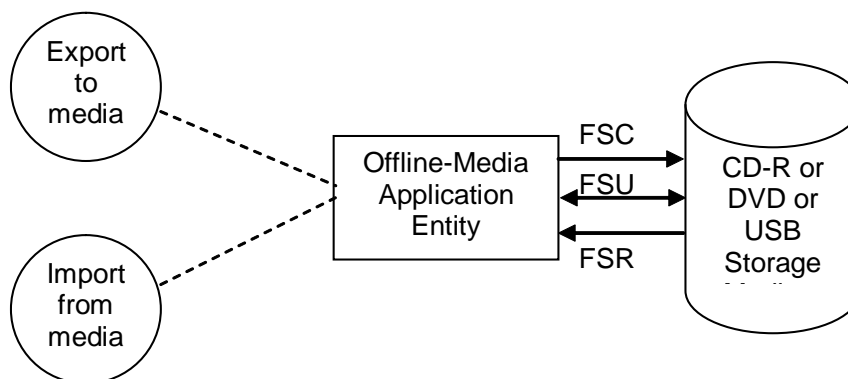 Export
to
media
Import
from
media
Offline-Media
Application
Entity
FSC
FSU
FSR
CD-R or
DVD or
USB
Storage